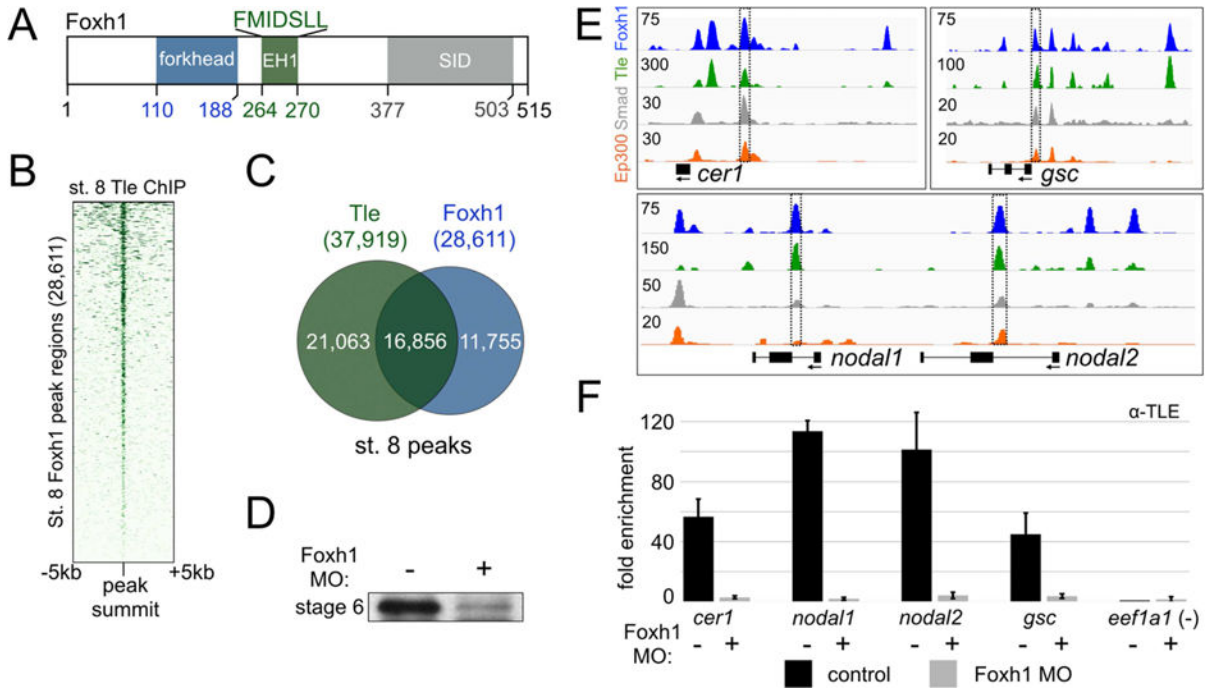 A
Foxh1
FMIDSLL
forkhead
EH1
SID
1
110
188
264
270
377
503
515
B
st. 8 Tle ChIP
St. 8 Foxh1 peak regions (28,611)
-5kb
+5kb
peak
summit
C
Tle
(37,919)
Foxh1
(28,611)
21,063
16,856
11,755
st. 8 peaks
D
Foxh1
MO:
-
+
stage 6
E
Ep300 Smad Tle Foxh1
75
300
30
30
cer1
75
100
20
20
gsc
75
150
50
20
nodal1
nodal2
F
α-TLE
fold enrichment
120
80
40
0
cer1
nodal1
nodal2
gsc
eef1a1 (-)
Foxh1
MO:
- + - + - + - + - +
control
Foxh1 MO